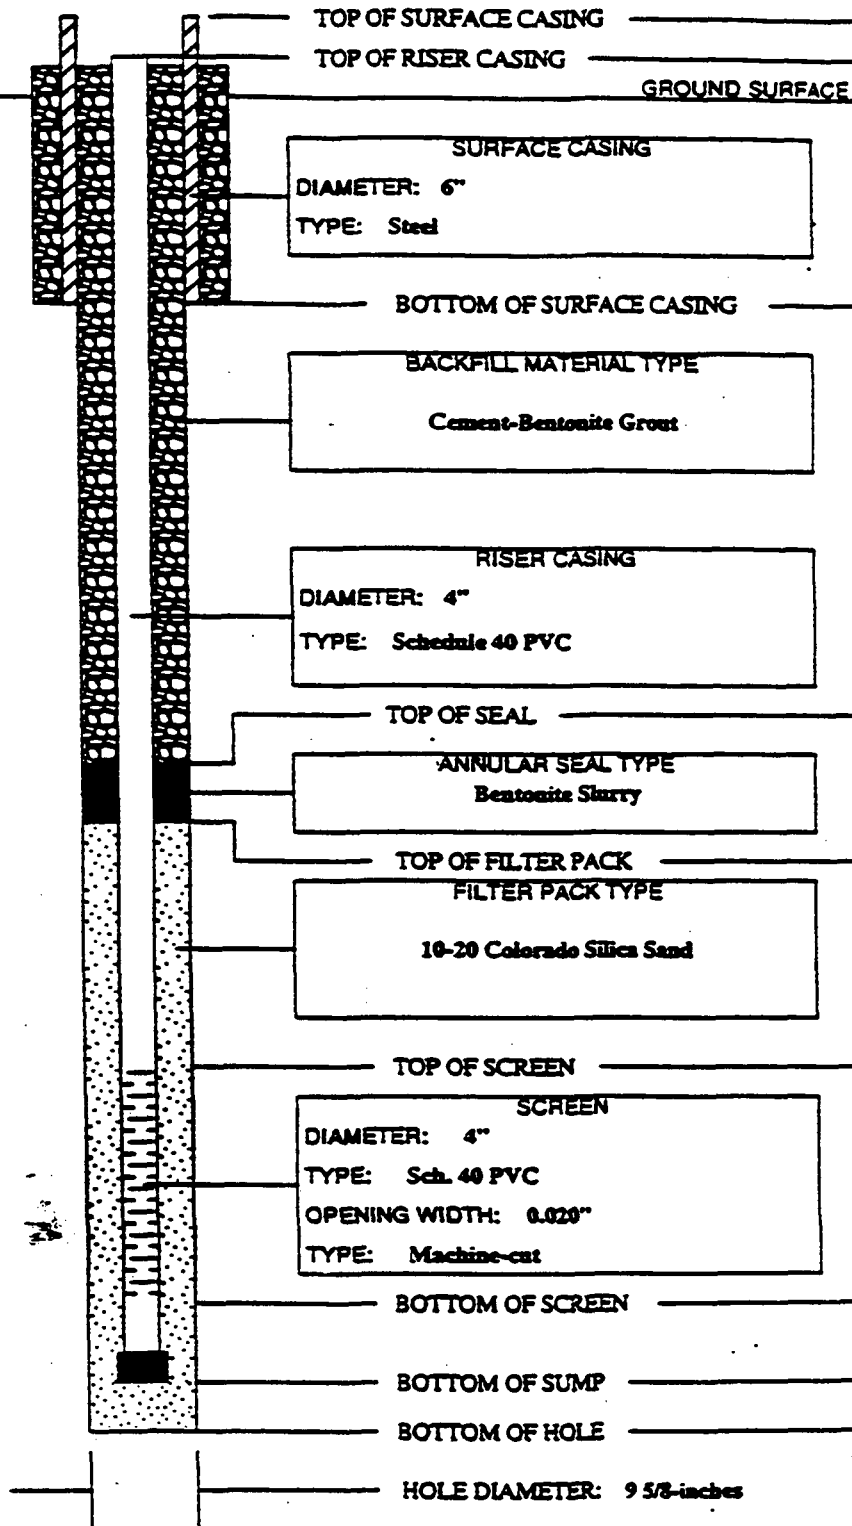 TOP OF SURFACE CASING
TOP OF RISER CASING
GROUND SURFACE
SURFACE CASING
DIAMETER: 6"
TYPE: Steel
BOTTOM OF SURFACE CASING
BACKFILL MATERIAL TYPE
Cement-Bentonite Grout
RISER CASING
DIAMETER: 4"
TYPE: Schedule 40 PVC
TOP OF SEAL
ANNULAR SEAL TYPE
Bentonite Slurry
TOP OF FILTER PACK
FILTER PACK TYPE
10-20 Colorado Silica Sand
TOP OF SCREEN
SCREEN
DIAMETER: 4"
TYPE: Sch. 40 PVC
OPENING WIDTH: 0.020"
TYPE: Machine-cut
BOTTOM OF SCREEN
BOTTOM OF SUMP
BOTTOM OF HOLE
HOLE DIAMETER: 9 5/8-inches